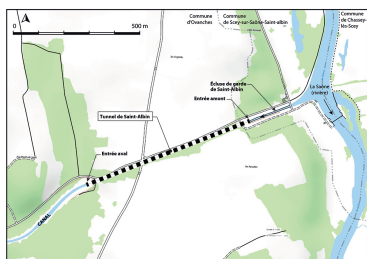 0
500 m
Commune
d'Ovanches
Commune
de Scey-sur-Saône-Saint-albin
Commune
de Chassey-
lès-Scey
Écluse de garde
de Saint-Albin
La Saône
(rivière)
Entrée amont
Tunnel de Saint-Albin
Entrée aval
CANAL